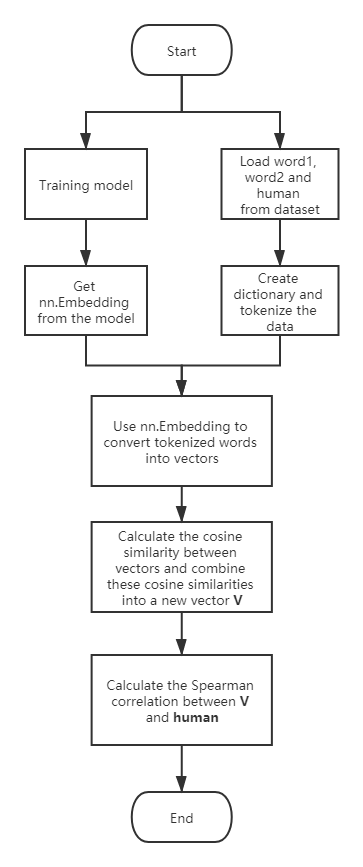 Start
Training model
Load word1,
word2 and
human
from dataset
Get
nn.Embedding
from the model
Create
dictionary and
tokenize the
data
Use nn.Embedding to
convert tokenized words
into vectors
Calculate the cosine
similarity between
vectors and combine
these cosine similarities
into a new vector V
Calculate the Spearman
correlation between V
and human
End